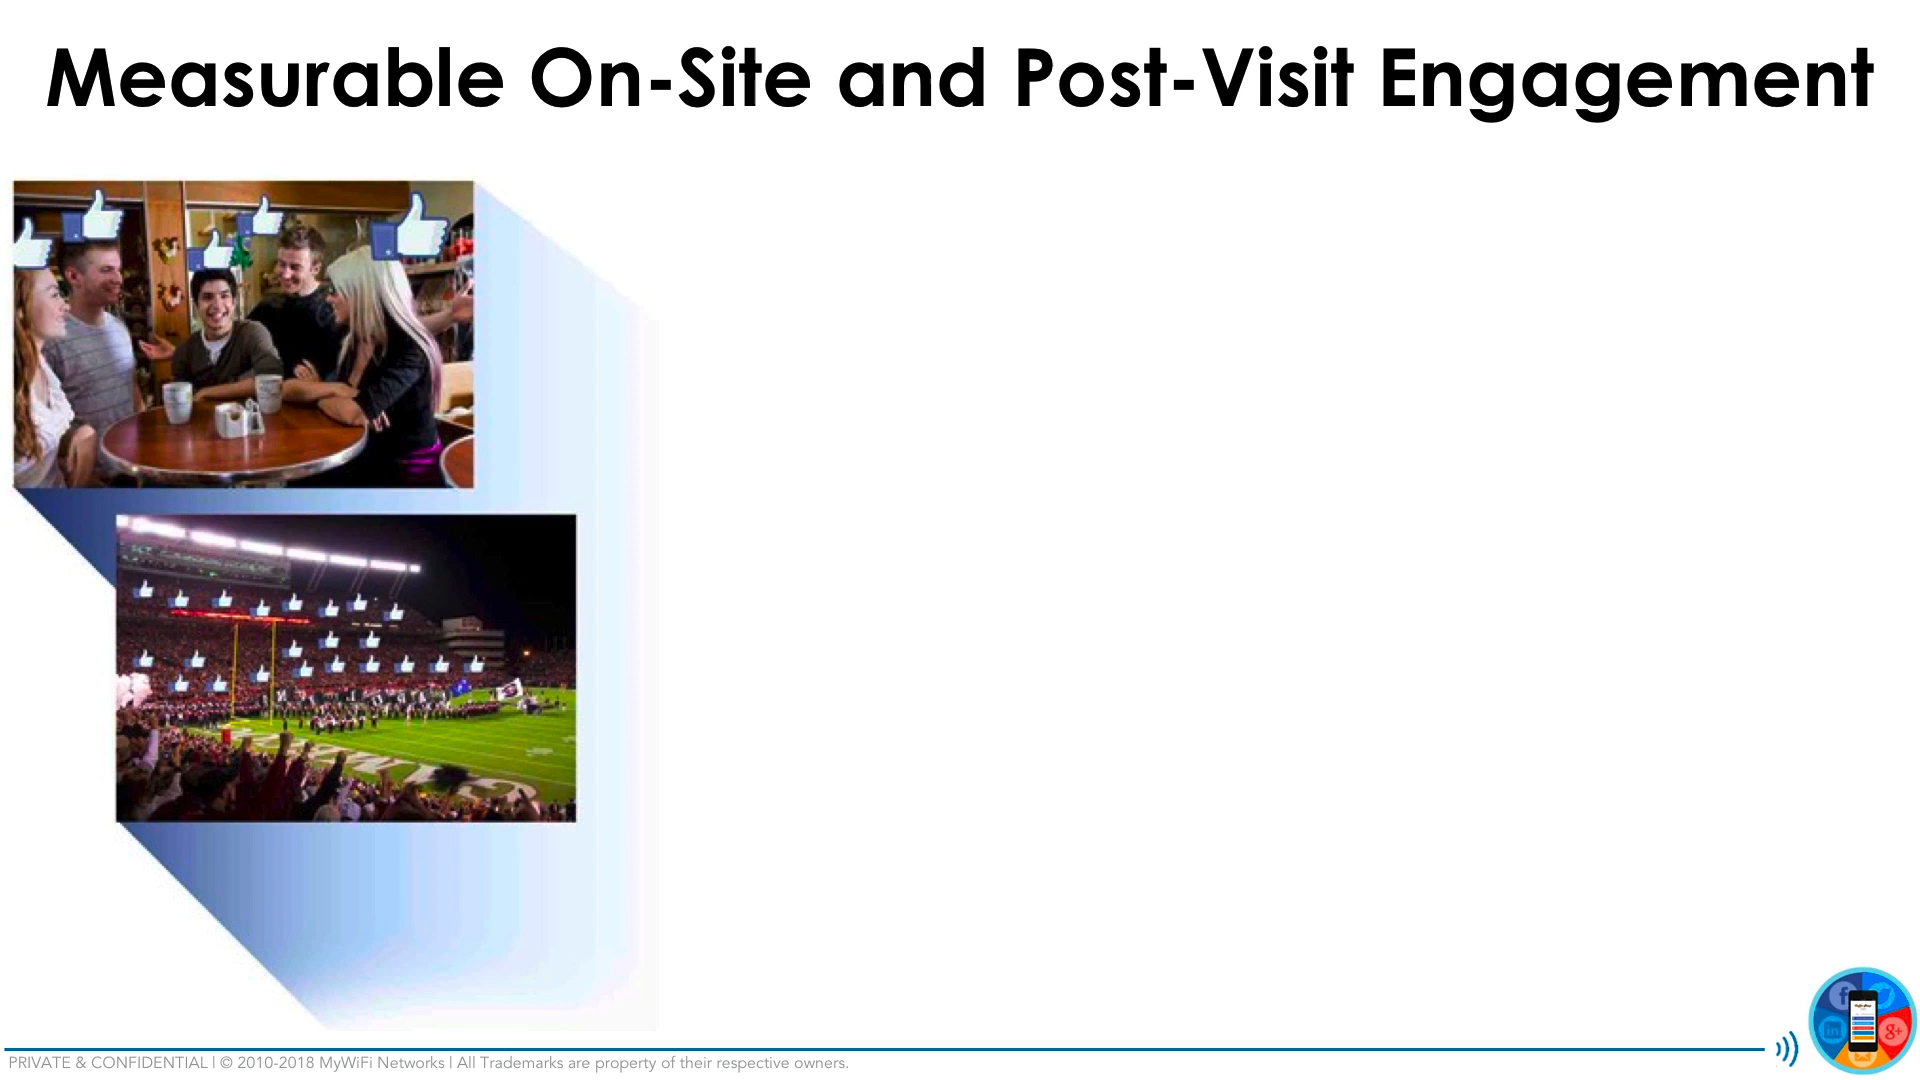 Measurable On-Site and Post-Visit Engagement
PRIVATE & CONFIDENTIAL | © 2010-2018 MyWiFi Networks | All Trademarks are property of their respective owners.
f
in
g+